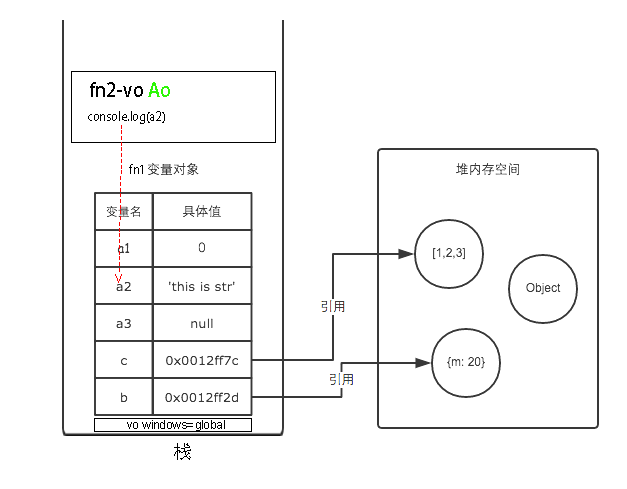 fn2-vo Ao
console.log(a2)
fn1 变量对象
变量名 具体值
a1 0
a2 'this is str'
a3 null
c 0x0012ff7c
b 0x0012ff2d
vo windows=global
栈
引用
引用
堆内存空间
[1,2,3]
Object
{m: 20}